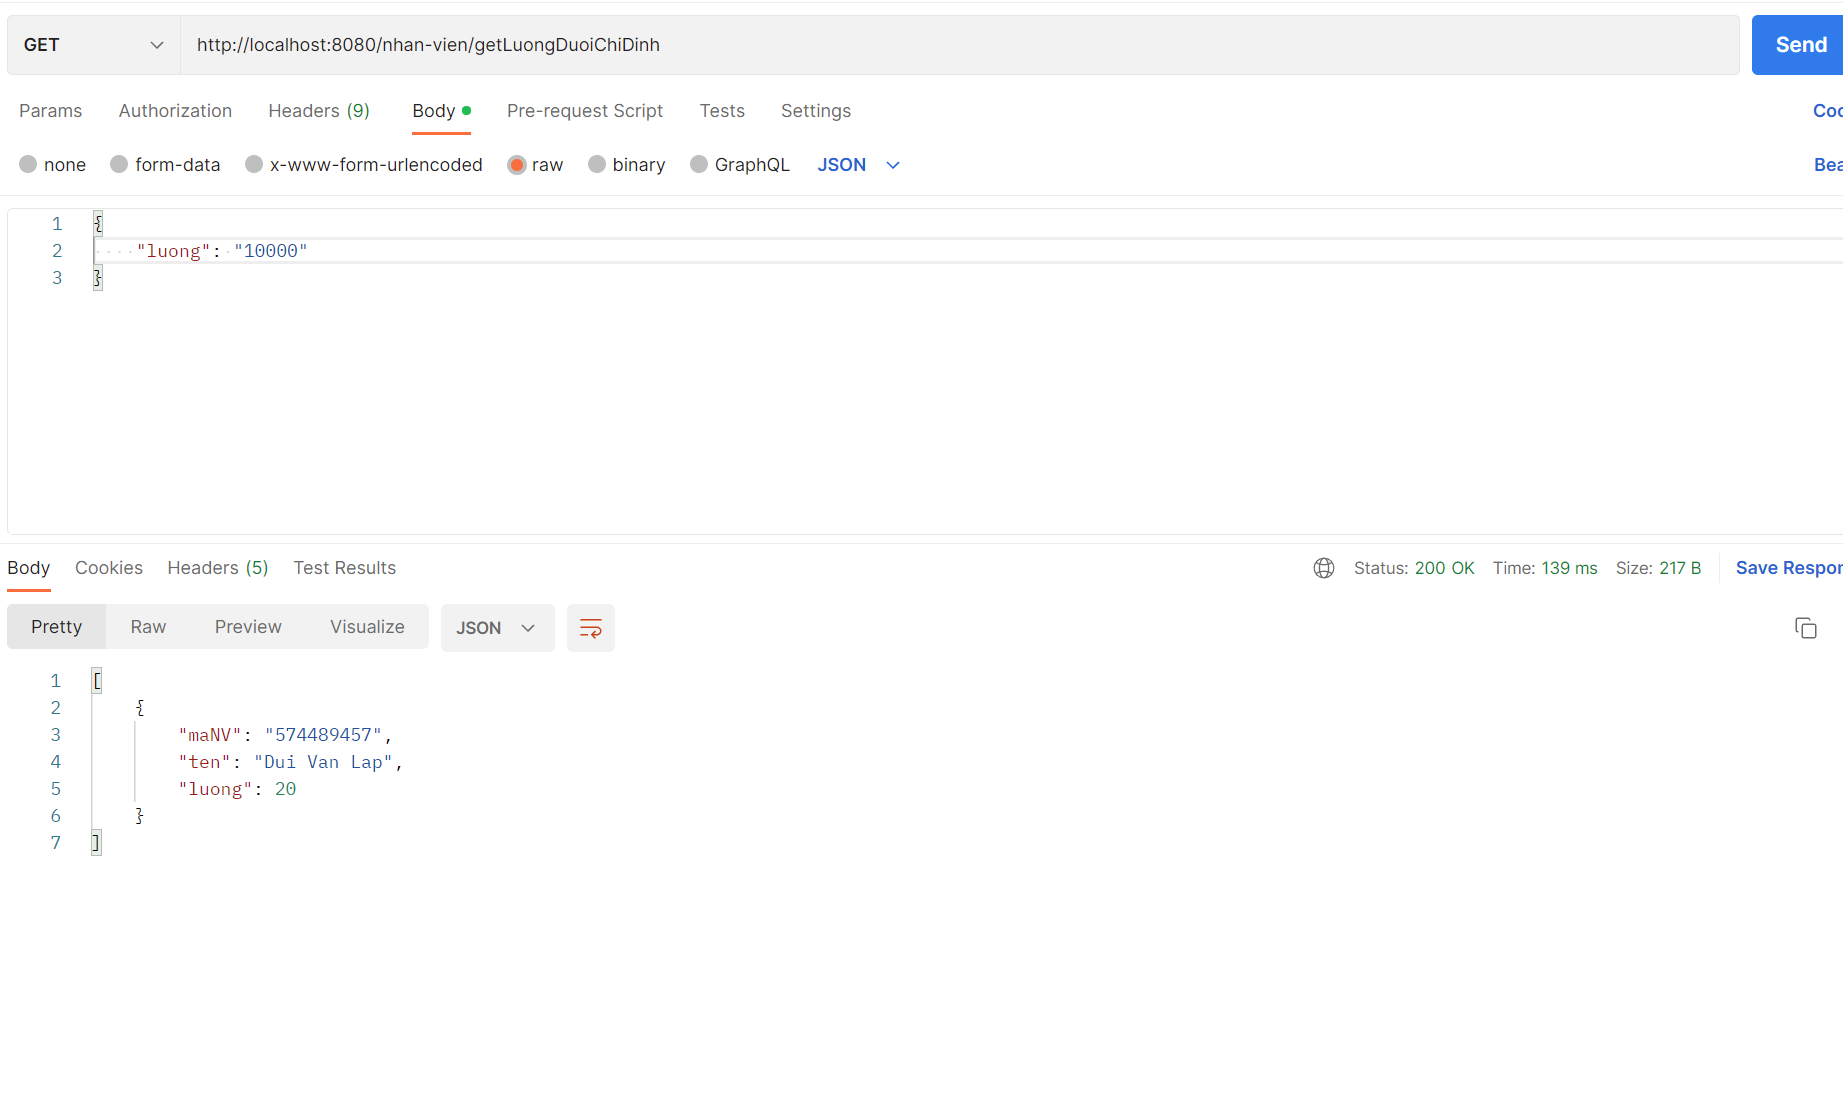 GET http://localhost:8080/nhan-vien/getLuongDuoiChiDinh Send
Params Authorization Headers (9) Body Pre-request Script Tests Settings Coo
none form-data x-www-form-urlencoded raw binary GraphQL JSON Bea
1 {
2 "luong": "10000"
3 }
Body Cookies Headers (5) Test Results Status: 200 OK Time: 139 ms Size: 217 B Save Respon
Pretty Raw Preview Visualize JSON
1 [
2 {
3 "maNV": "574489457",
4 "ten": "Dui Van Lap",
5 "luong": 20
6 }
7 ]